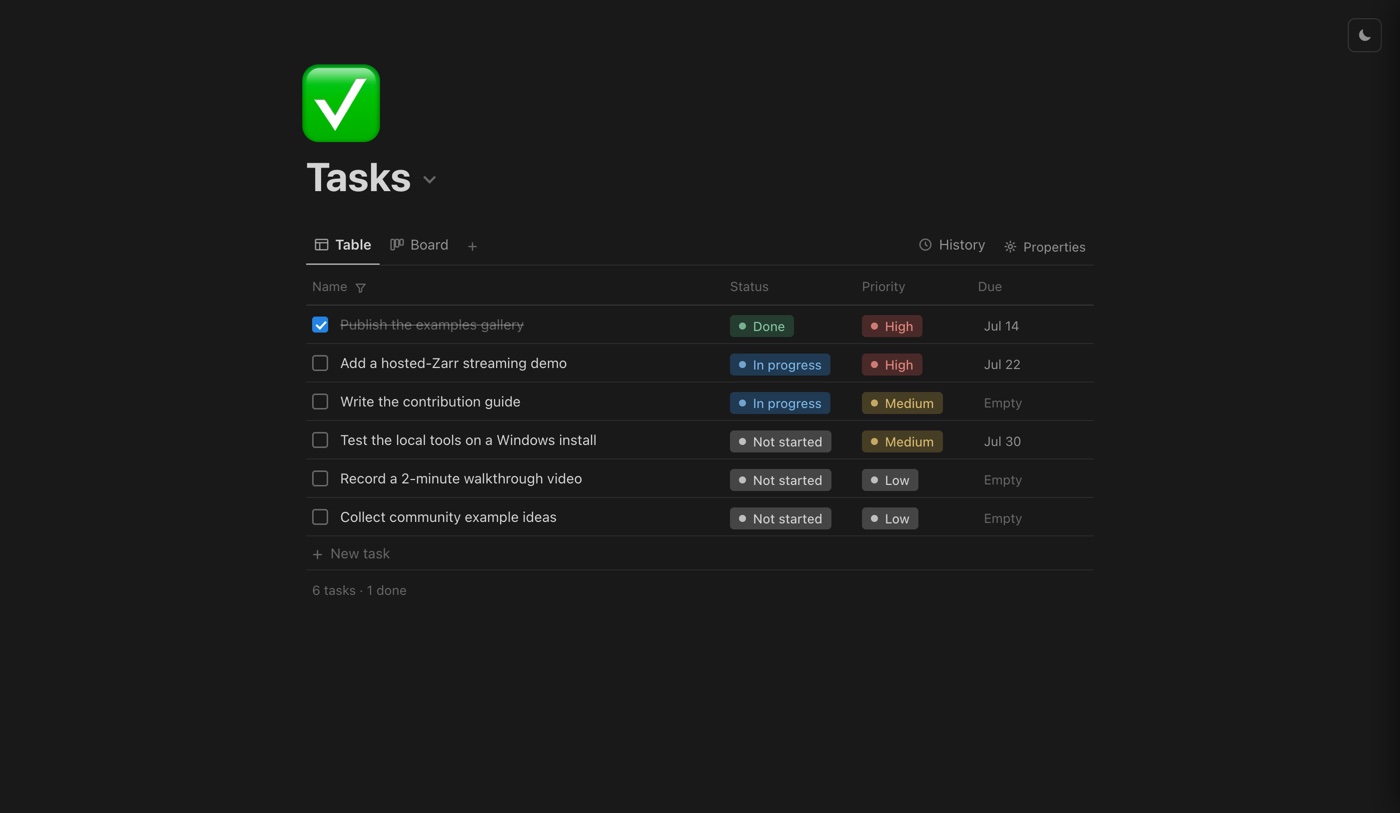 Tasks
Table Board + History Properties
Name Status Priority Due
Publish the examples gallery Done High Jul 14
Add a hosted-Zarr streaming demo In progress High Jul 22
Write the contribution guide In progress Medium Empty
Test the local tools on a Windows install Not started Medium Jul 30
Record a 2-minute walkthrough video Not started Low Empty
Collect community example ideas Not started Low Empty
+ New task
6 tasks · 1 done